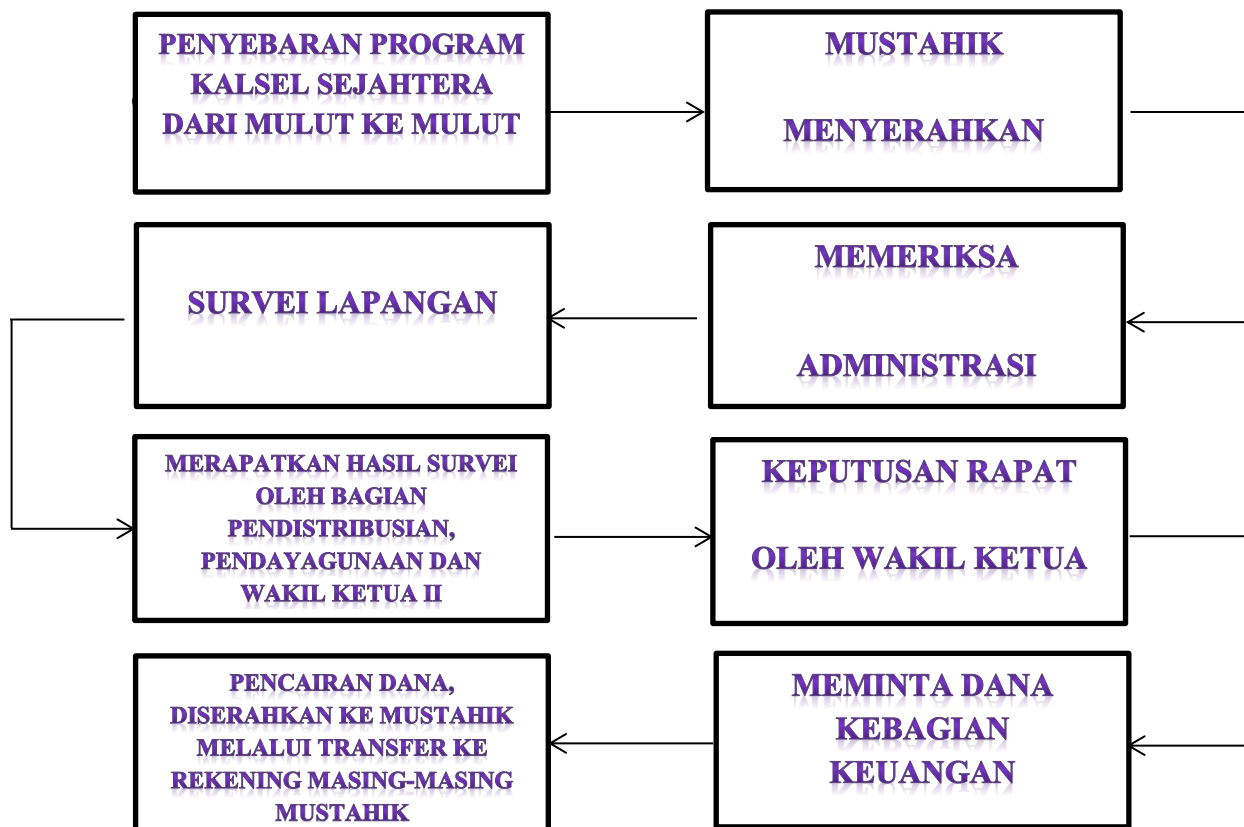 PENYEBARAN PROGRAM
KALSEL SEJAHTERA
DARI MULUT KE MULUT
MUSTAHIK
MENYERAHKAN
MEMERIKSA
ADMINISTRASI
SURVEI LAPANGAN
MERAPATKAN HASIL SURVEI
OLEH BAGIAN
PENDISTRIBUSIAN,
PENDAYAGUNAAN DAN
WAKIL KETUA II
KEPUTUSAN RAPAT
OLEH WAKIL KETUA
MEMINTA DANA
KEBAGIAN
KEUANGAN
PENCAIRAN DANA,
DISERAHKAN KE MUSTAHIK
MELALUI TRANSFER KE
REKENING MASING-MASING
MUSTAHIK